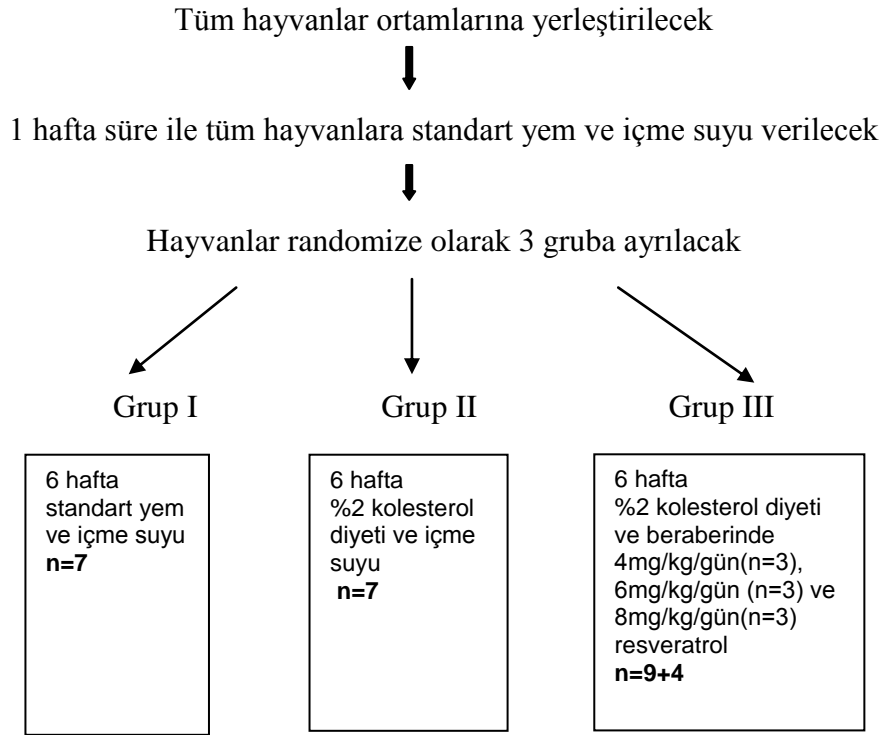 Tüm hayvanlar ortamlarına yerleştirilecek
1 hafta süre ile tüm hayvanlara standart yem ve içme suyu verilecek
Hayvanlar randomize olarak 3 gruba ayrılacak
Grup I
Grup II
Grup III
6 hafta
standart yem
ve içme suyu
n=7
6 hafta
%2 kolesterol
diyeti ve içme
suyu
n=7
6 hafta
%2 kolesterol diyeti
ve beraberinde
4mg/kg/gün(n=3),
6mg/kg/gün (n=3) ve
8mg/kg/gün(n=3)
resveratrol
n=9+4